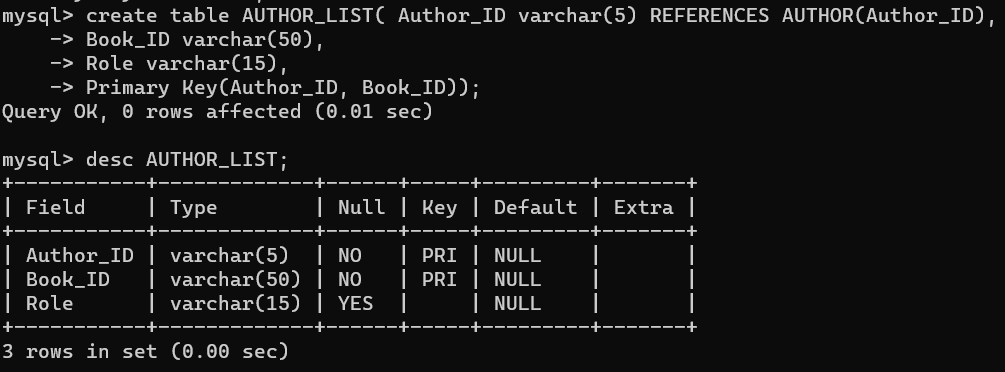 mysql> create table AUTHOR_LIST( Author_ID varchar(5) REFERENCES AUTHOR(Author_ID),
    -> Book_ID varchar(50),
    -> Role varchar(15),
    -> Primary Key(Author_ID, Book_ID));
Query OK, 0 rows affected (0.01 sec)

mysql> desc AUTHOR_LIST;
+-----------+-------------+------+-----+---------+-------+
| Field     | Type        | Null | Key | Default | Extra |
+-----------+-------------+------+-----+---------+-------+
| Author_ID | varchar(5)  | NO   | PRI | NULL    |       |
| Book_ID   | varchar(50) | NO   | PRI | NULL    |       |
| Role      | varchar(15) | YES  |     | NULL    |       |
+-----------+-------------+------+-----+---------+-------+
3 rows in set (0.00 sec)